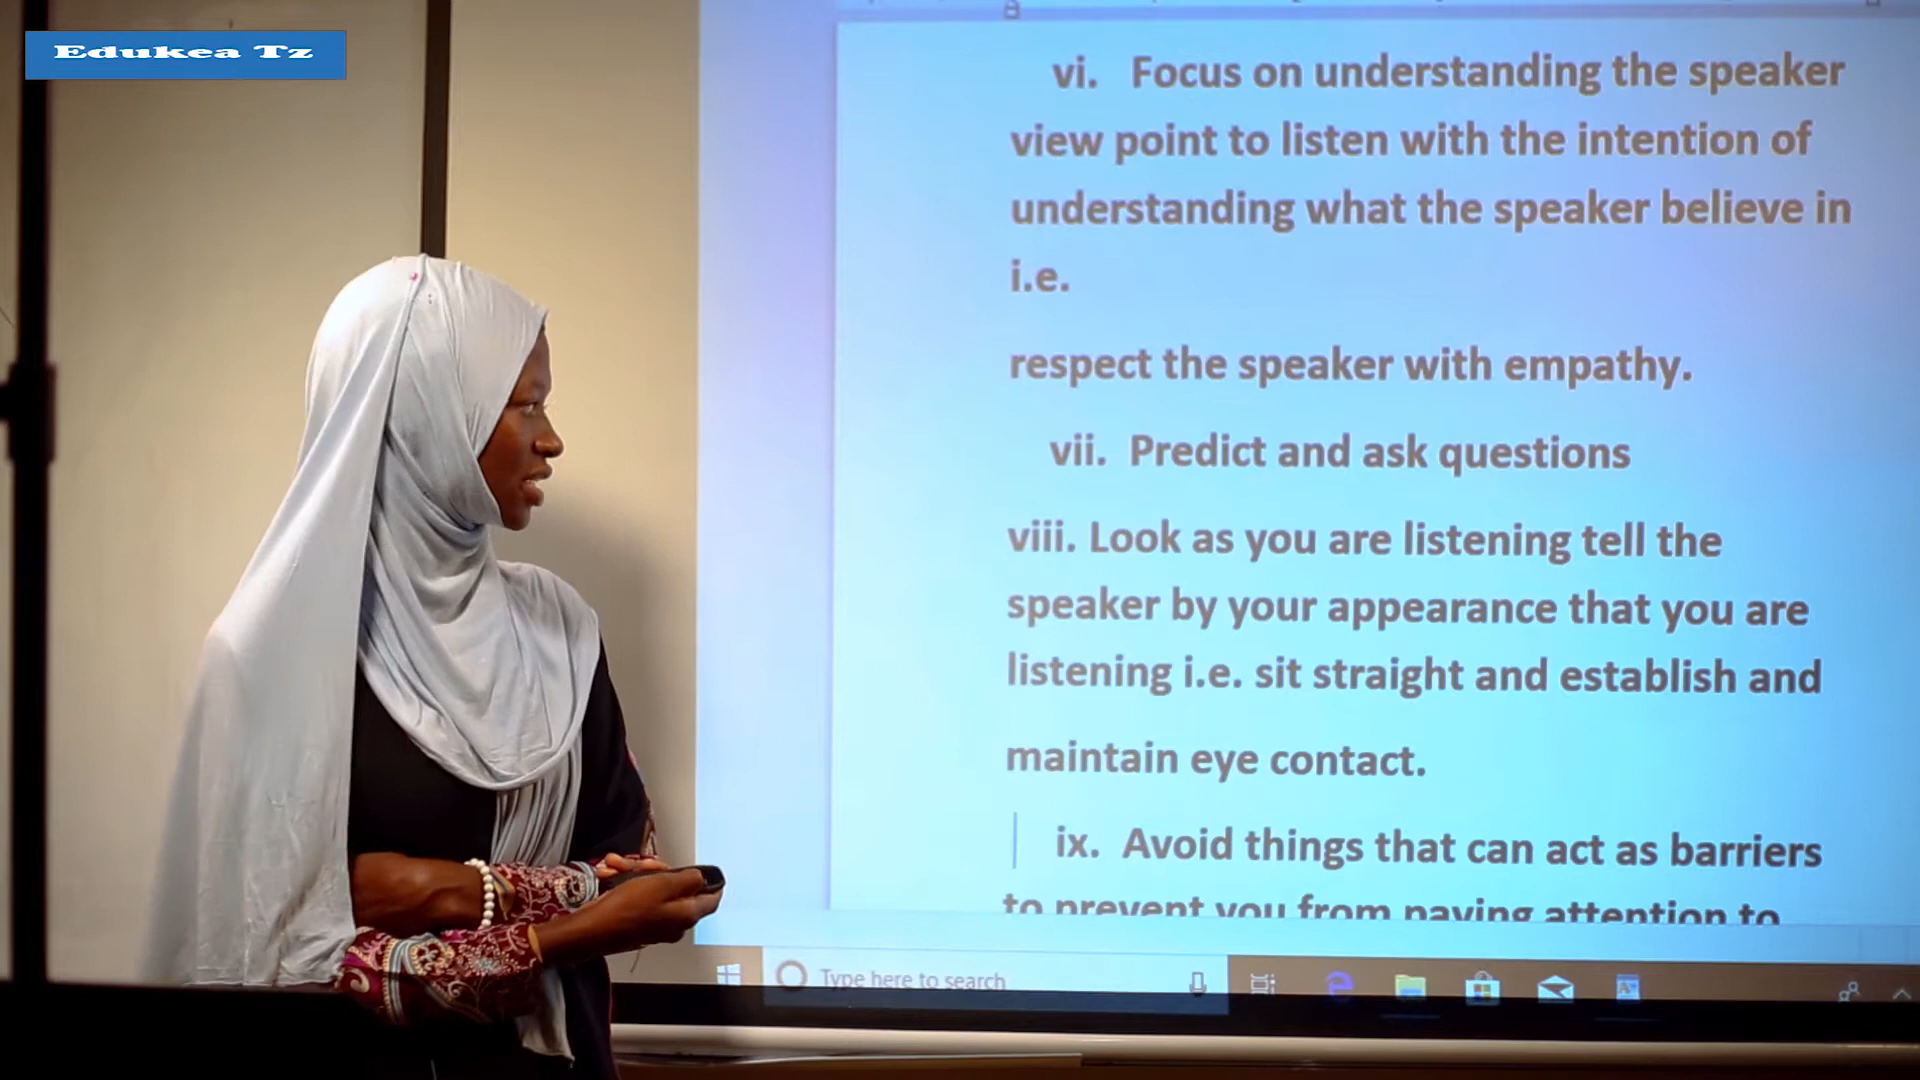 Edukea Tz
vi. Focus on understanding the speaker
view point to listen with the intention of
understanding what the speaker believe in
i.e.
respect the speaker with empathy.
vii. Predict and ask questions
viii. Look as you are listening tell the
speaker by your appearance that you are
listening i.e. sit straight and establish and
maintain eye contact.
ix. Avoid things that can act as barriers
to prevent you from paying attention to
Type here to search